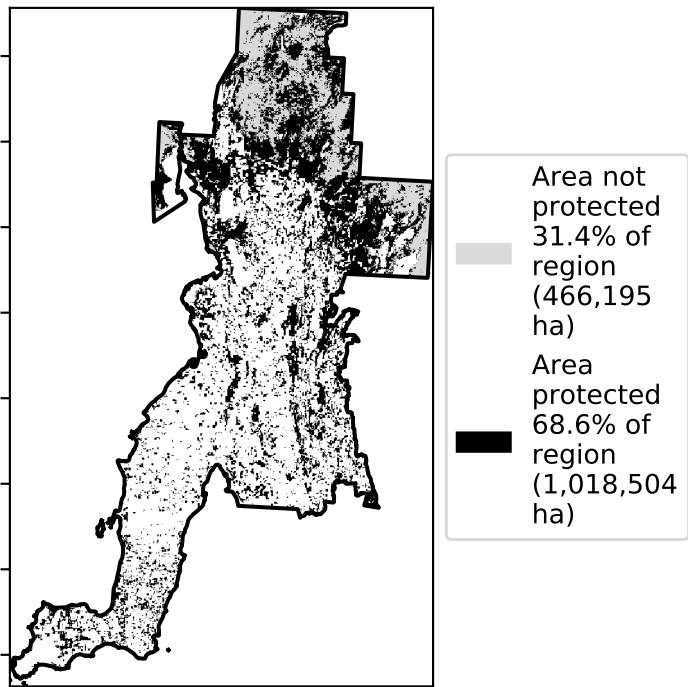 Area not
protected
31.4% of
region
(466,195
ha)
Area
protected
68.6% of
region
(1,018,504
ha)